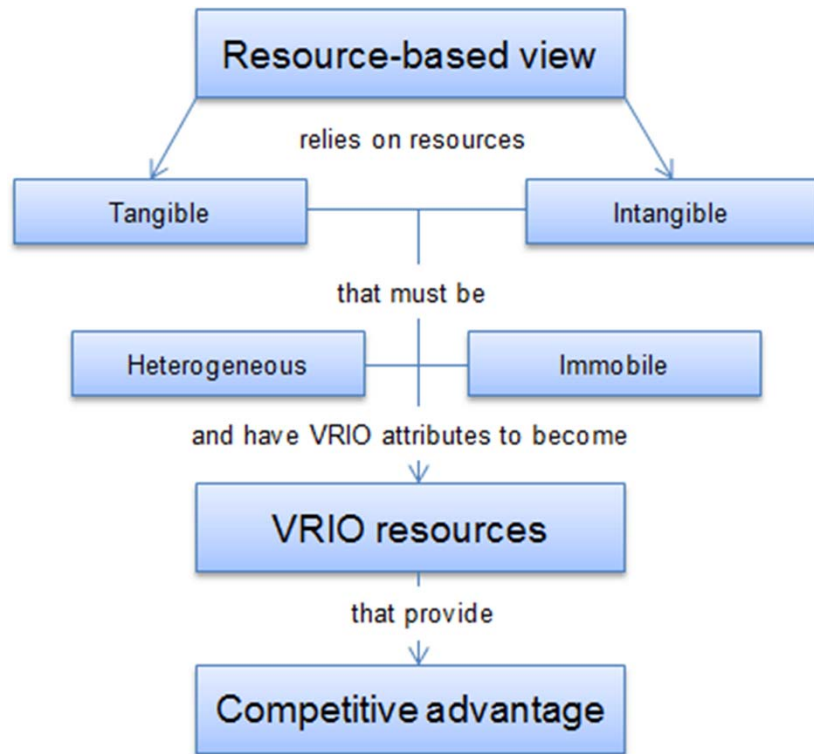 Resource-based view
relies on resources
Tangible
Intangible
that must be
Heterogeneous
Immobile
and have VRIO attributes to become
VRIO resources
that provide
Competitive advantage